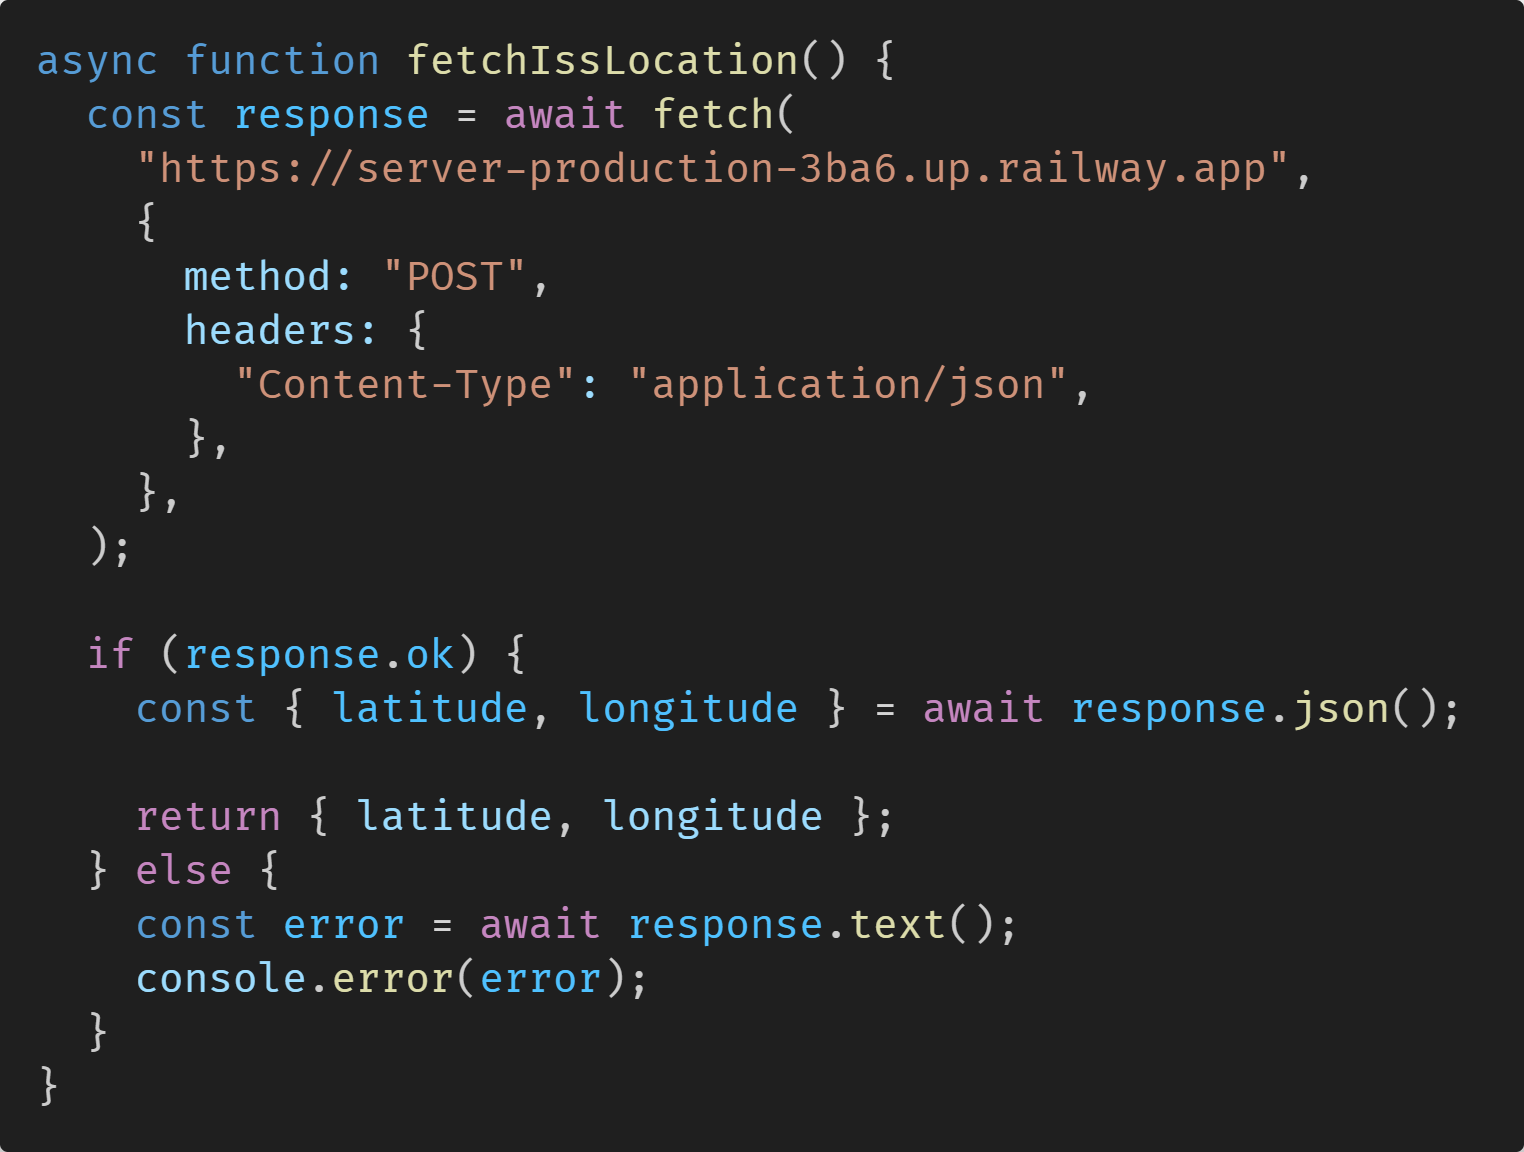 async function fetchIssLocation() {
  const response = await fetch(
    "https://server-production-3ba6.up.railway.app",
    {
      method: "POST",
      headers: {
        "Content-Type": "application/json",
      },
    },
  );

  if (response.ok) {
    const { latitude, longitude } = await response.json();

    return { latitude, longitude };
  } else {
    const error = await response.text();
    console.error(error);
  }
}